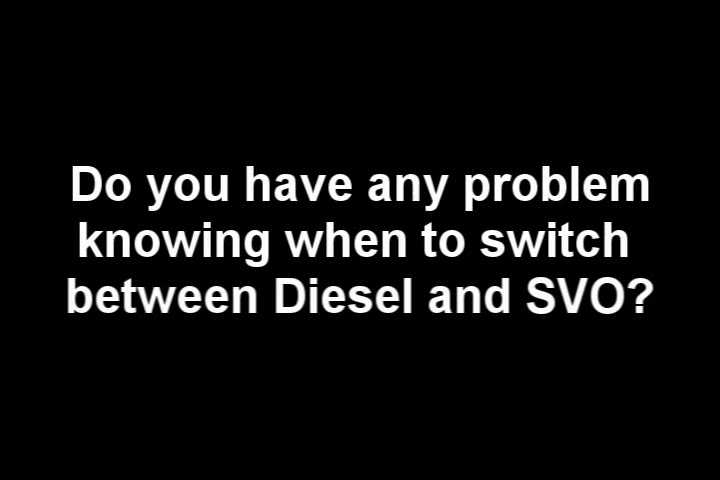 Do you have any problem
knowing when to switch
between Diesel and SVO?